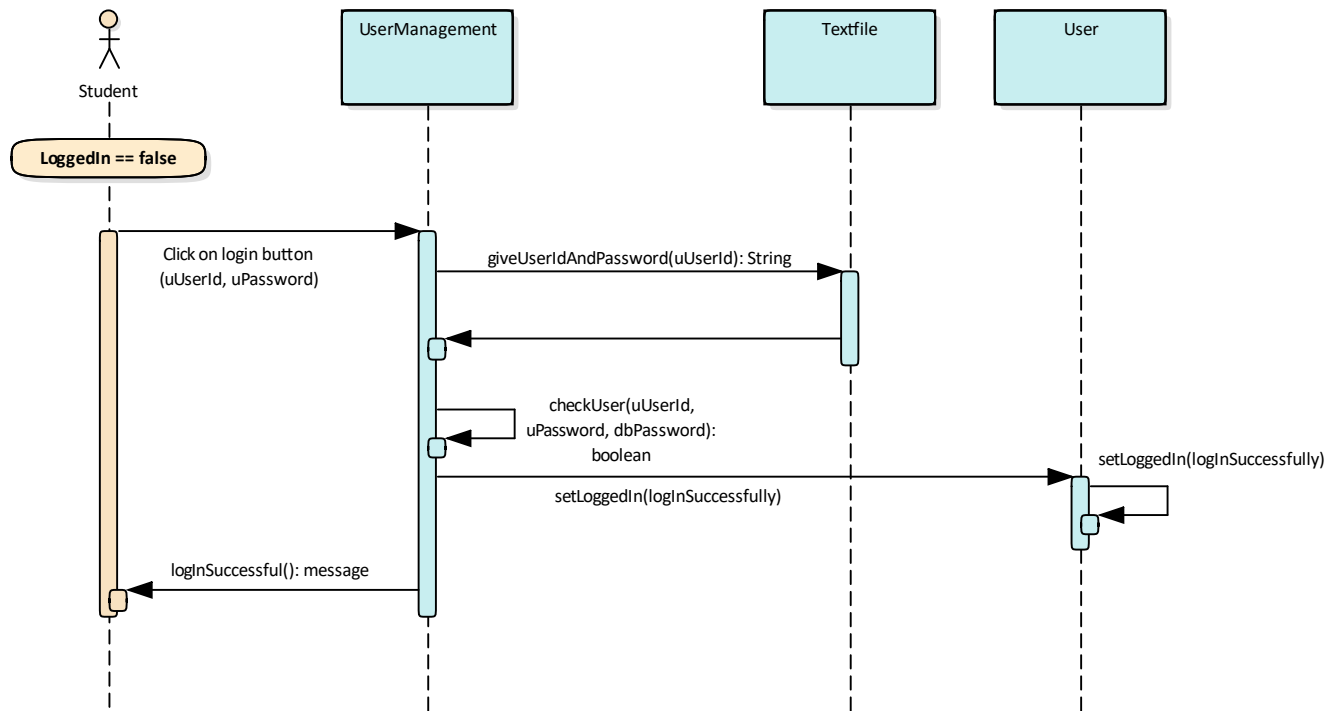 UserManagement
Textfile
User
Student
LoggedIn == false
Click on login button
(uUserId, uPassword)
giveUserIdAndPassword(uUserId): String
checkUser(uUserId,
uPassword, dbPassword):
boolean
setLoggedIn(logInSuccessfully)
setLoggedIn(logInSuccessfully)
logInSuccessful(): message